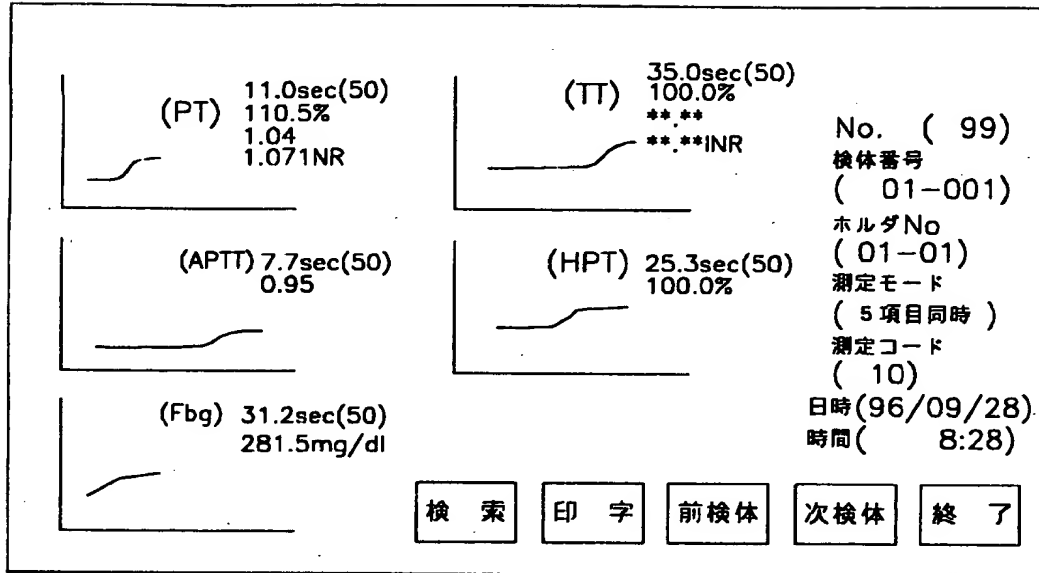 (PT)
11.0sec(50)
110.5%
1.04
1.071NR
(TT)
35.0sec(50)
100.0%
**.**
**.**INR
(APTT) 7.7sec(50)
0.95
(HPT) 25.3sec(50)
100.0%
(Fbg) 31.2sec(50)
281.5mg/dl
No. ( 99)
検体番号
( 01-001)
ホルダNo
( 01-01)
測定モード
( 5項目同時 )
測定コード
( 10)
日時(96/09/28)
時間( 8:28)
検 索
印 字
前検体
次検体
終 了